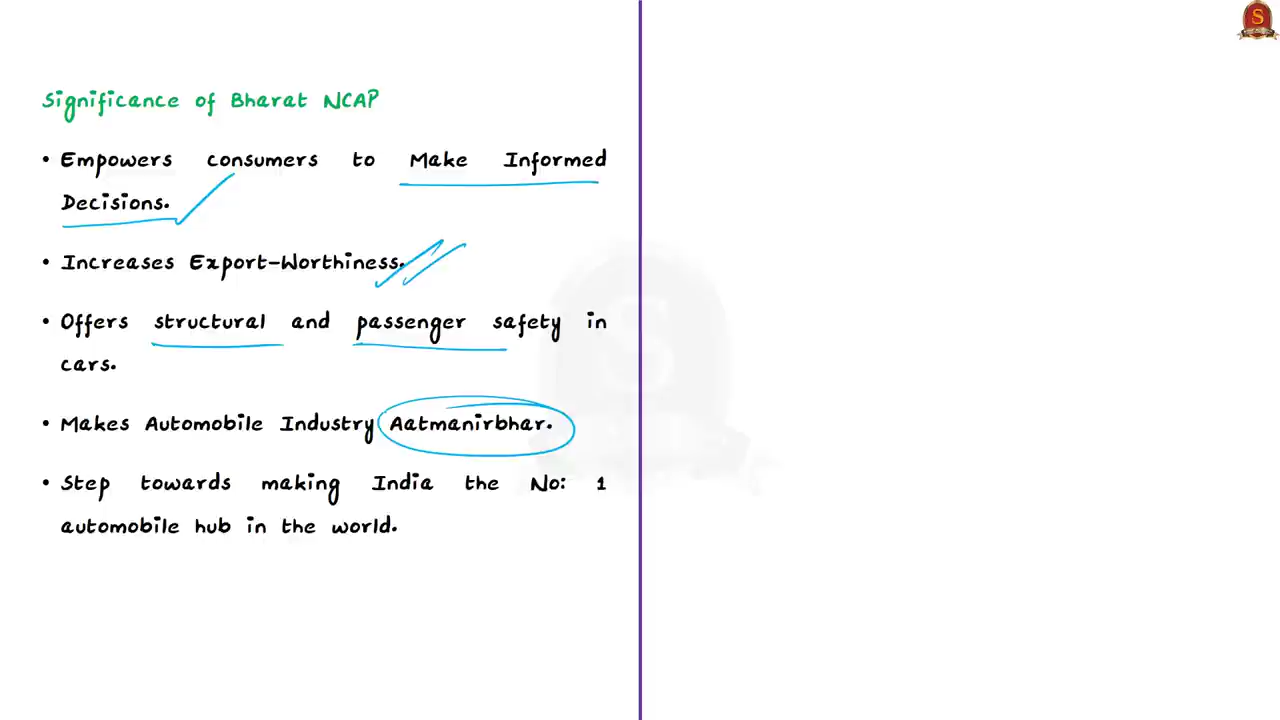 Significance of Bharat NCAP
• Empowers consumers to Make Informed
Decisions.
• Increases Export-Worthiness.
• Offers structural and passenger safety in
cars.
• Makes Automobile Industry Aatmanirbhar.
• Step towards making India the No: 1
automobile hub in the world.
S